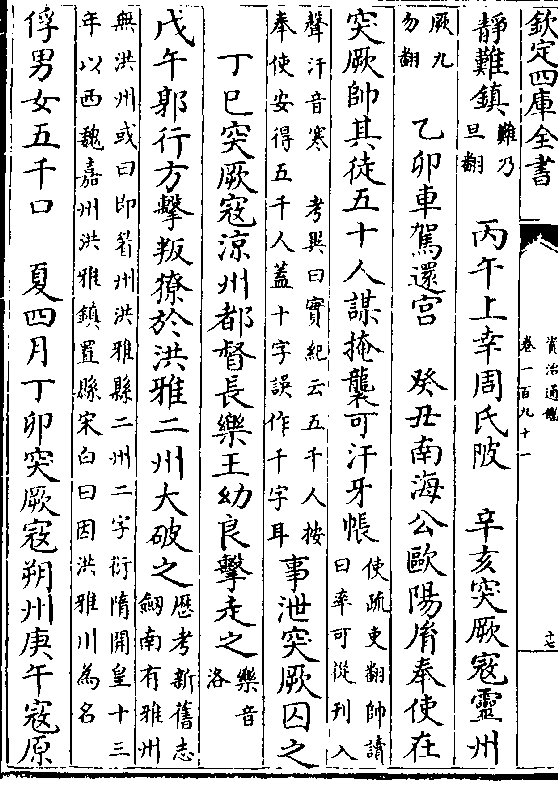 欽定四庫全書
資治通鑑
卷一百九十一
十七
靜難鎮難乃旦翻　丙午上幸周氏陂　辛亥突厥寇靈州
厥九勿翻　乙卯車駕還宮　癸丑南海公歐陽胤奉使在
突厥帥其徒五十人謀掩襲可汗牙帳使疏吏翻帥讀曰率可從刋入
聲汗音寒　考異曰實紀云五千人按奉使安得五千人蓋十字誤作千字耳事泄突厥囚之
丁巳突厥寇涼州都督長樂王幼良擊走之樂音洛
戊午郭行方擊叛獠於洪雅二州大破之歷考新舊志劔南有雅州
無洪州或曰即眉州洪雅縣二州二字衍隋開皇十三年以西魏嘉州洪雅鎮置縣宋白曰因洪雅川為名
俘男女五千口　夏四月丁卯突厥寇朔州庚午寇原